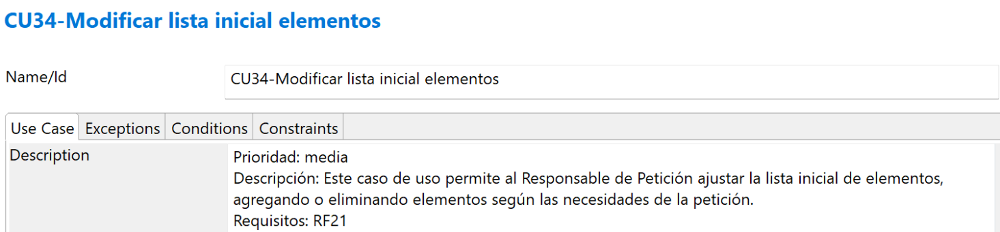 CU34-Modificar lista inicial elementos
Name/Id
CU34-Modificar lista inicial elementos
Use Case Exceptions Conditions Constraints
Description
Prioridad: media
Descripción: Este caso de uso permite al Responsable de Petición ajustar la lista inicial de elementos,
agregando o eliminando elementos según las necesidades de la petición.
Requisitos: RF21